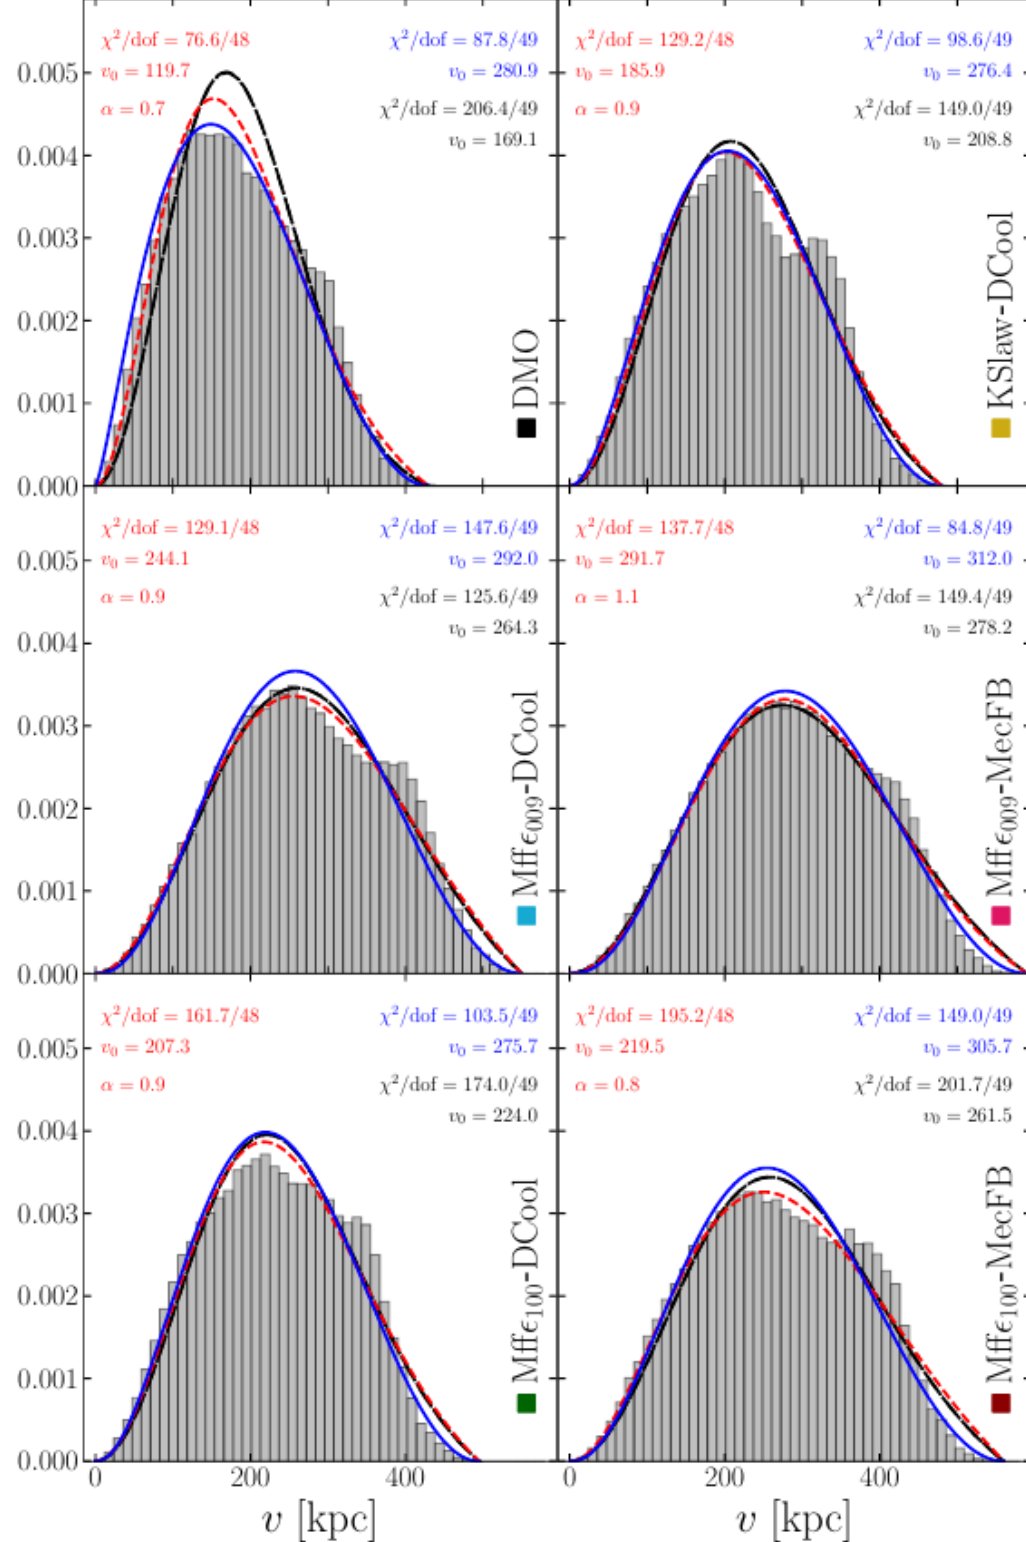 χ²/dof = 76.6/48 χ²/dof = 87.8/49
v₀ = 119.7 v₀ = 280.9
α = 0.7 χ²/dof = 206.4/49
v₀ = 169.1
0.005
0.004
0.003
0.002
0.001
0.000
DMO
χ²/dof = 129.2/48 χ²/dof = 98.6/49
v₀ = 185.9 v₀ = 276.4
α = 0.9 χ²/dof = 149.0/49
v₀ = 208.8
KSlaw-DCool
χ²/dof = 129.1/48 χ²/dof = 147.6/49
v₀ = 244.1 v₀ = 292.0
α = 0.9 χ²/dof = 125.6/49
v₀ = 264.3
0.005
0.004
0.003
0.002
0.001
0.000
Mffϵ₀₀₉-DCool
χ²/dof = 137.7/48 χ²/dof = 84.8/49
v₀ = 291.7 v₀ = 312.0
α = 1.1 χ²/dof = 149.4/49
v₀ = 278.2
Mffϵ₀₀₉-MecFB
χ²/dof = 161.7/48 χ²/dof = 103.5/49
v₀ = 207.3 v₀ = 275.7
α = 0.9 χ²/dof = 174.0/49
v₀ = 224.0
0.005
0.004
0.003
0.002
0.001
0.000
Mffϵ₁₀₀-DCool
0 200 400
v [kpc]
χ²/dof = 195.2/48 χ²/dof = 149.0/49
v₀ = 219.5 v₀ = 305.7
α = 0.8 χ²/dof = 201.7/49
v₀ = 261.5
Mffϵ₁₀₀-MecFB
0 200 400
v [kpc]